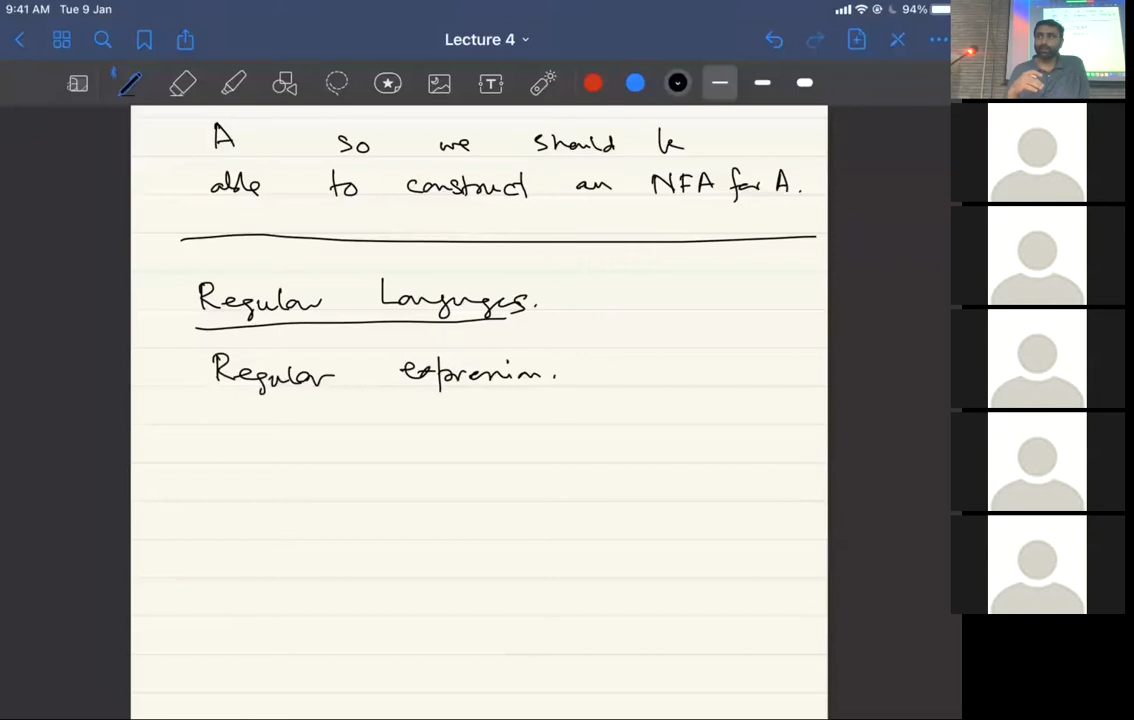 9:41 AM Tue 9 Jan
94%
Lecture 4
A so we should be
able to construct an NFA for A.
Regular Languages.
Regular expression.